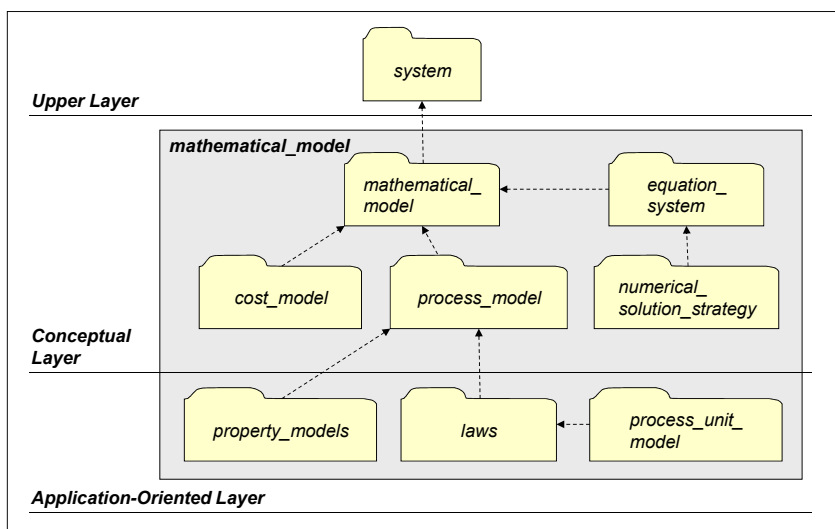 system
Upper Layer
mathematical_model
mathematical_
model
equation_
system
cost_model
process_model
numerical_
solution_strategy
Conceptual
Layer
property_models
laws
process_unit_
model
Application-Oriented Layer